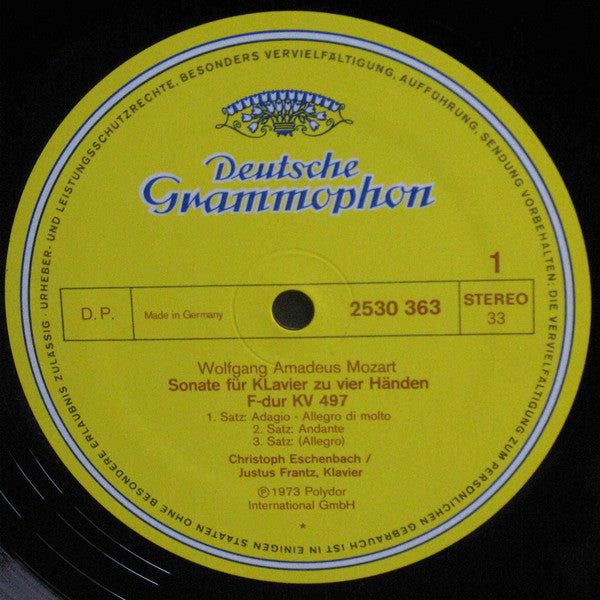 URHEBER- UND LEISTUNGSSCHUTZRECHTE, BESONDERS VERVIELFÄLTIGUNG, AUFFÜHRUNG, SENDUNG VORBEHALTEN; DIE VERVIELFÄLTIGUNG ZUM PERSÖNLICHEN GEBRAUCH IST IN EINIGEN STAATEN OHNE BESONDERE ERLAUBNIS ZULÄSSIG ·
Deutsche
Grammophon
1
D.P.
Made in Germany
2530 363
STEREO
33
Wolfgang Amadeus Mozart
Sonate für KLavier zu vier Händen
F-dur KV 497
1. Satz: Adagio - Allegro di molto
2. Satz: Andante
3. Satz: (Allegro)
Christoph Eschenbach /
Justus Frantz, Klavier
Ⓟ 1973 Polydor
International GmbH
*